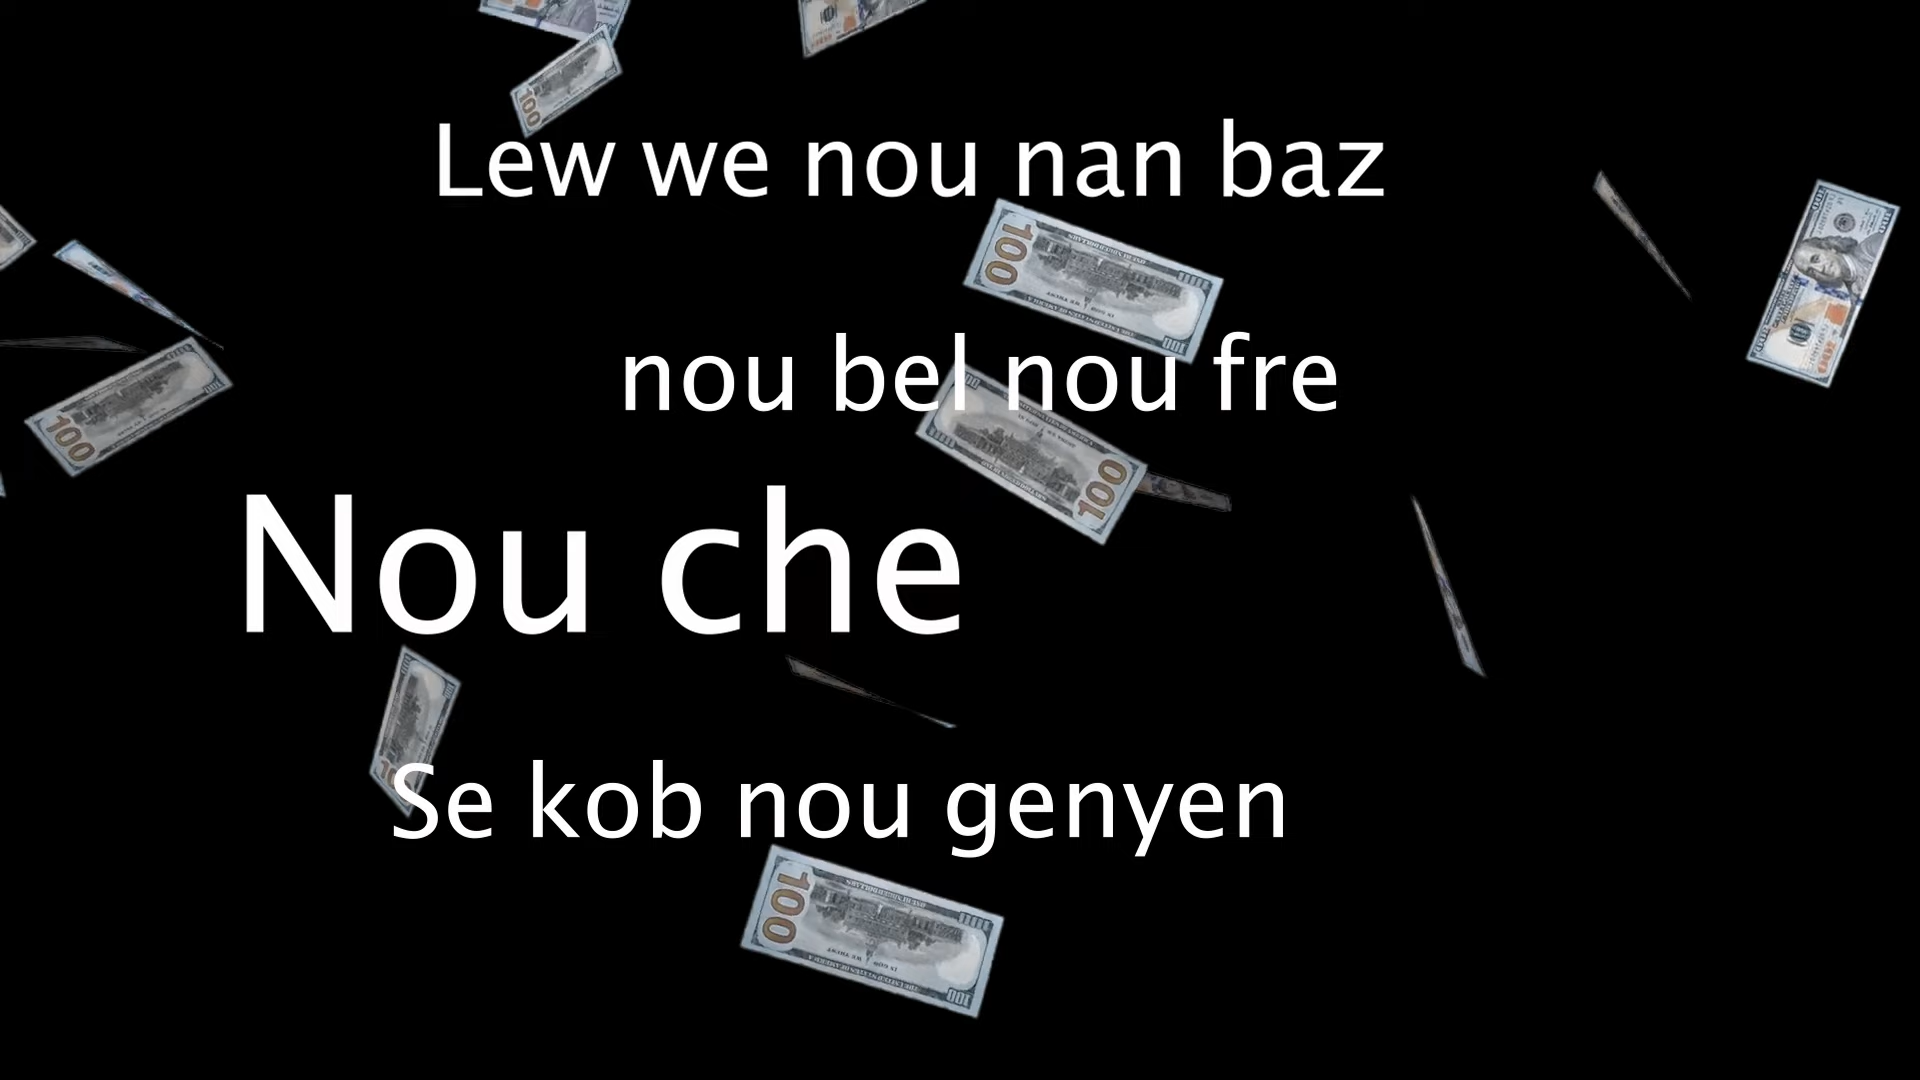 Lew we nou nan baz
nou bel nou fre
Nou che
Se kob nou genyen